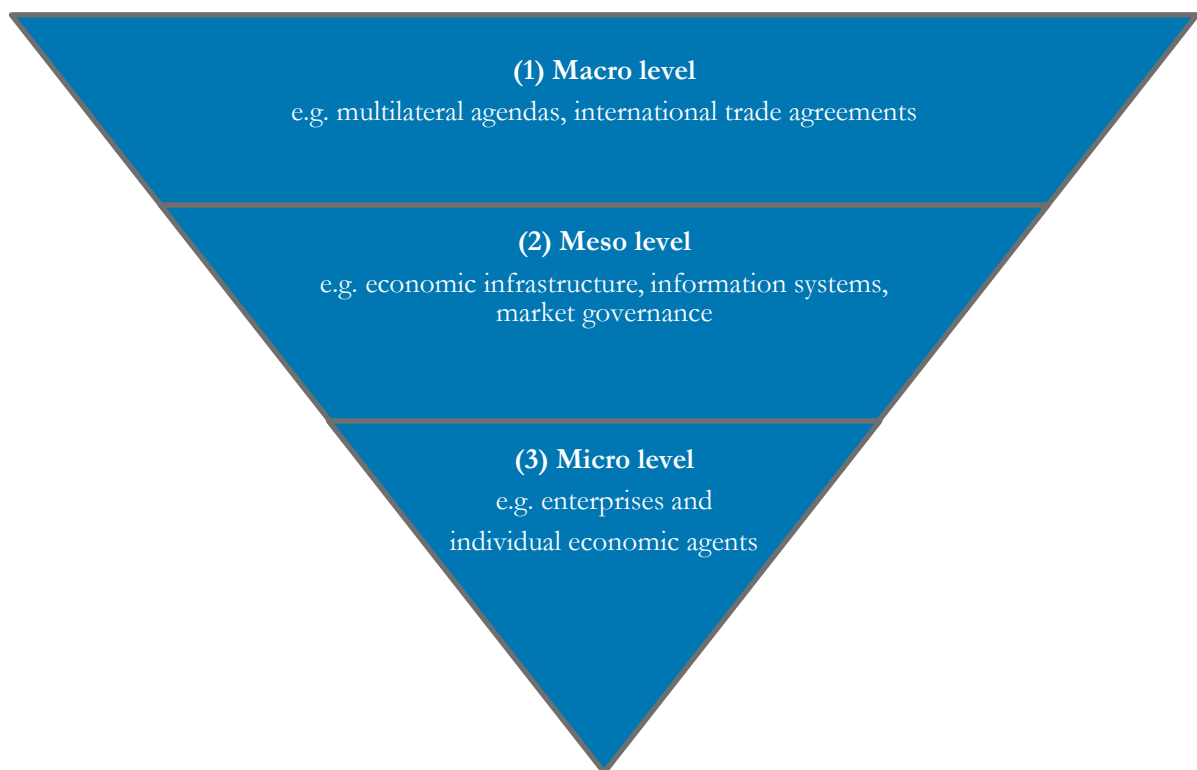 (1) Macro level
e.g. multilateral agendas, international trade agreements
(2) Meso level
e.g. economic infrastructure, information systems,
market governance
(3) Micro level
e.g. enterprises and
individual economic agents